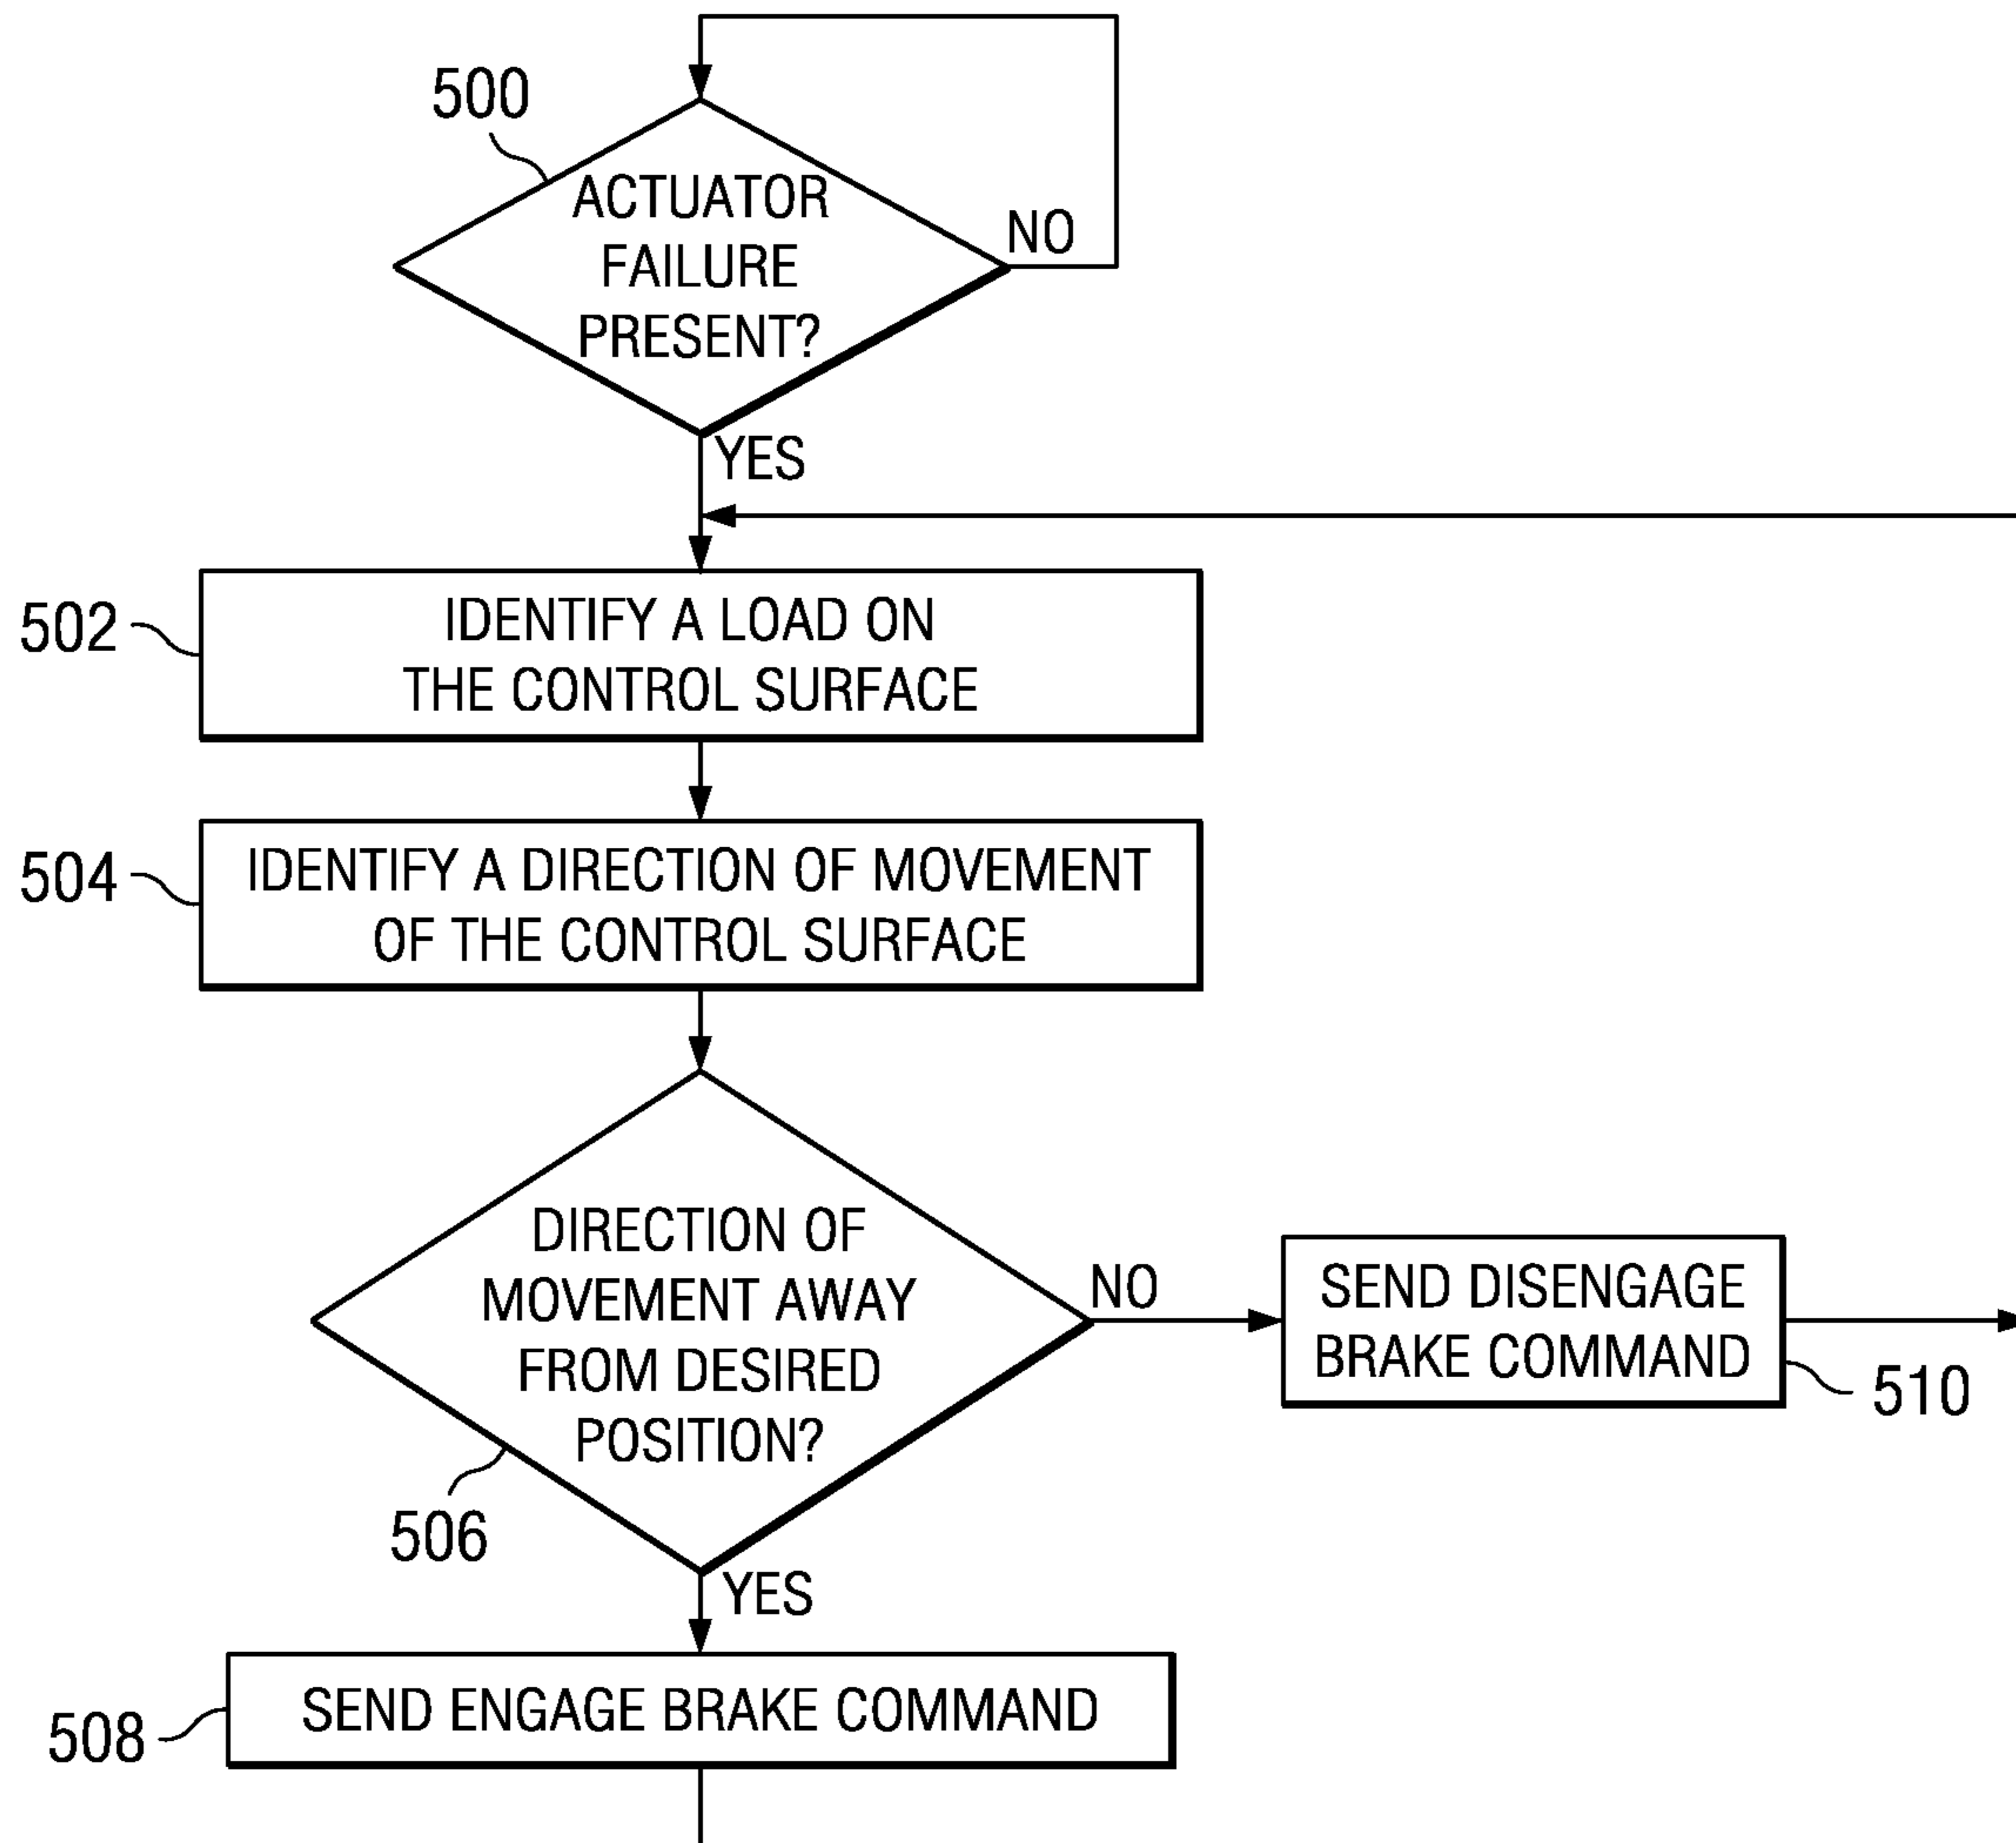 500
ACTUATOR
FAILURE
PRESENT?
NO
YES
502
IDENTIFY A LOAD ON
THE CONTROL SURFACE
504
IDENTIFY A DIRECTION OF MOVEMENT
OF THE CONTROL SURFACE
DIRECTION OF
MOVEMENT AWAY
FROM DESIRED
POSITION?
NO
SEND DISENGAGE
BRAKE COMMAND
510
506
YES
508
SEND ENGAGE BRAKE COMMAND